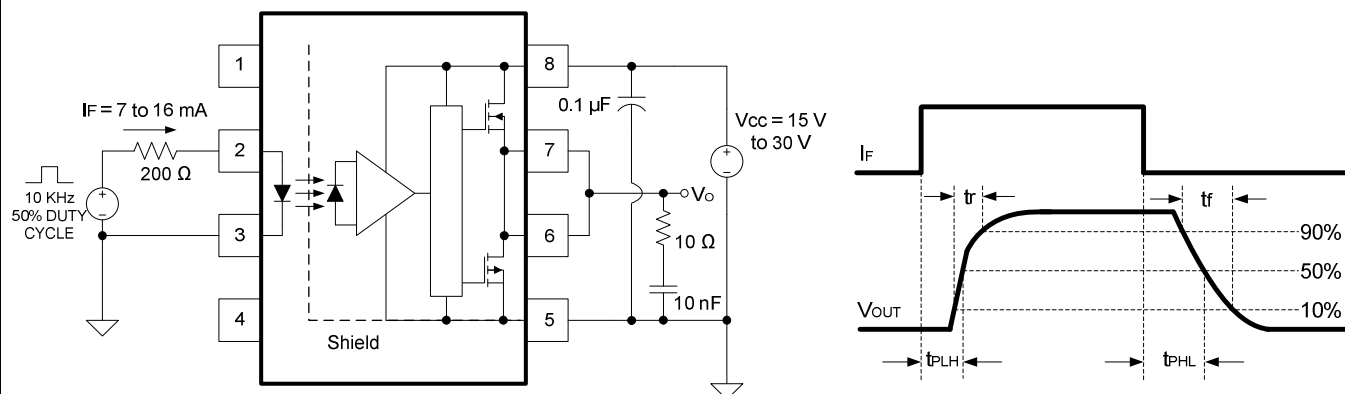 IF = 7 to 16 mA
200 Ω
10 KHz
50% DUTY
CYCLE
1
2
3
4
Shield
8
7
6
5
0.1 µF
VCC = 15 V
to 30 V
VO
10 Ω
10 nF
IF
tr
tf
90%
50%
10%
VOUT
tPLH
tPHL